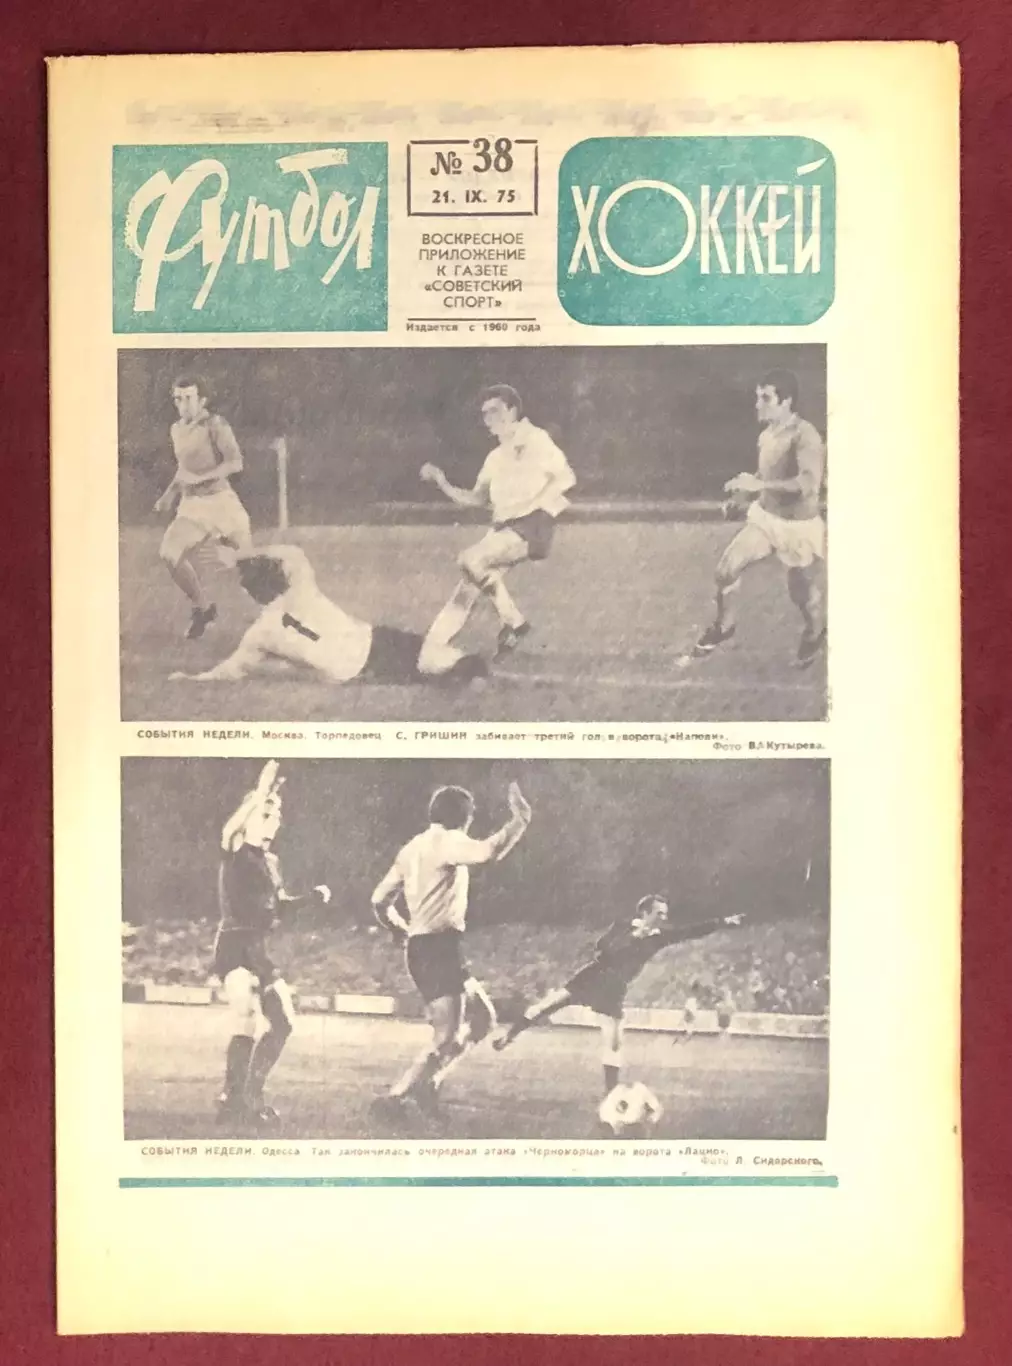 Футбол
№ 38
21. IX. 75
ХОККЕЙ
ВОСКРЕСНОЕ
ПРИЛОЖЕНИЕ
К ГАЗЕТЕ
«СОВЕТСКИЙ
СПОРТ»
Издается с 1960 года
1
СОБЫТИЯ НЕДЕЛИ. Москва. Торпедовец С. ГРИШИН забивает третий гол в ворота «Наполи».
Фото В. Кутырева.
СОБЫТИЯ НЕДЕЛИ. Одесса. Так закончилась очередная атака «Черноморца» на ворота «Лацио».
Фото Л. Сидорского.